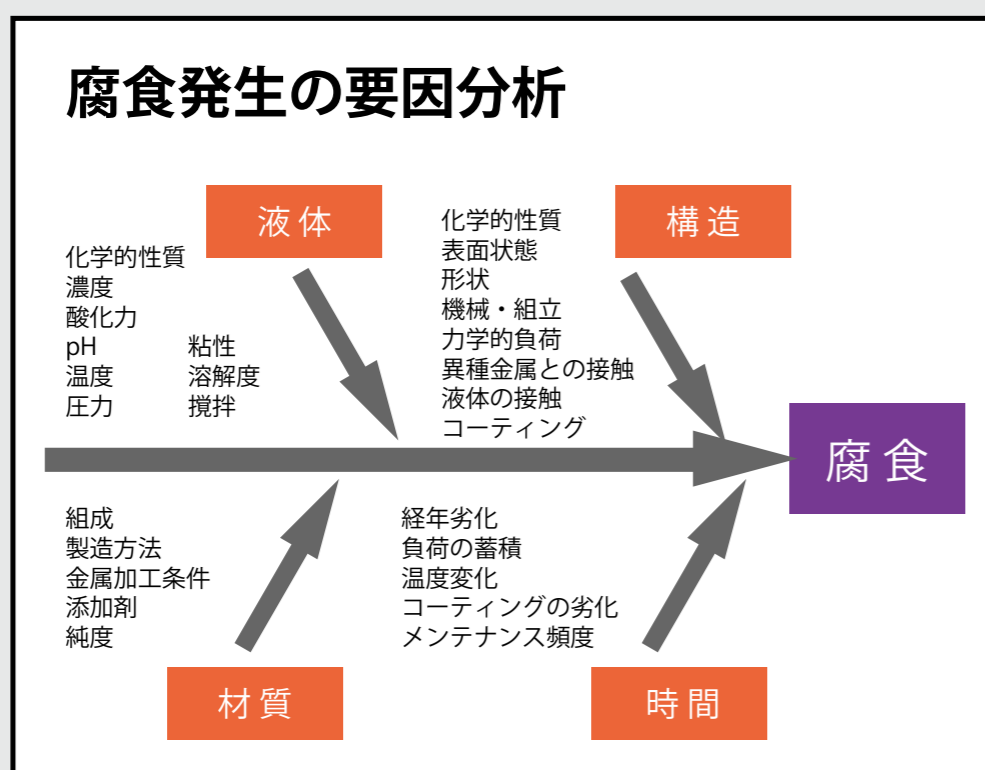 腐食発生の要因分析
液体
化学的性質
濃度
酸化力
pH 粘性
温度 溶解度
圧力 撹拌
構造
化学的性質
表面状態
形状
機械・組立
力学的負荷
異種金属との接触
液体の接触
コーティング
腐食
組成
製造方法
金属加工条件
添加剤
純度
材質
経年劣化
負荷の蓄積
温度変化
コーティングの劣化
メンテナンス頻度
時間